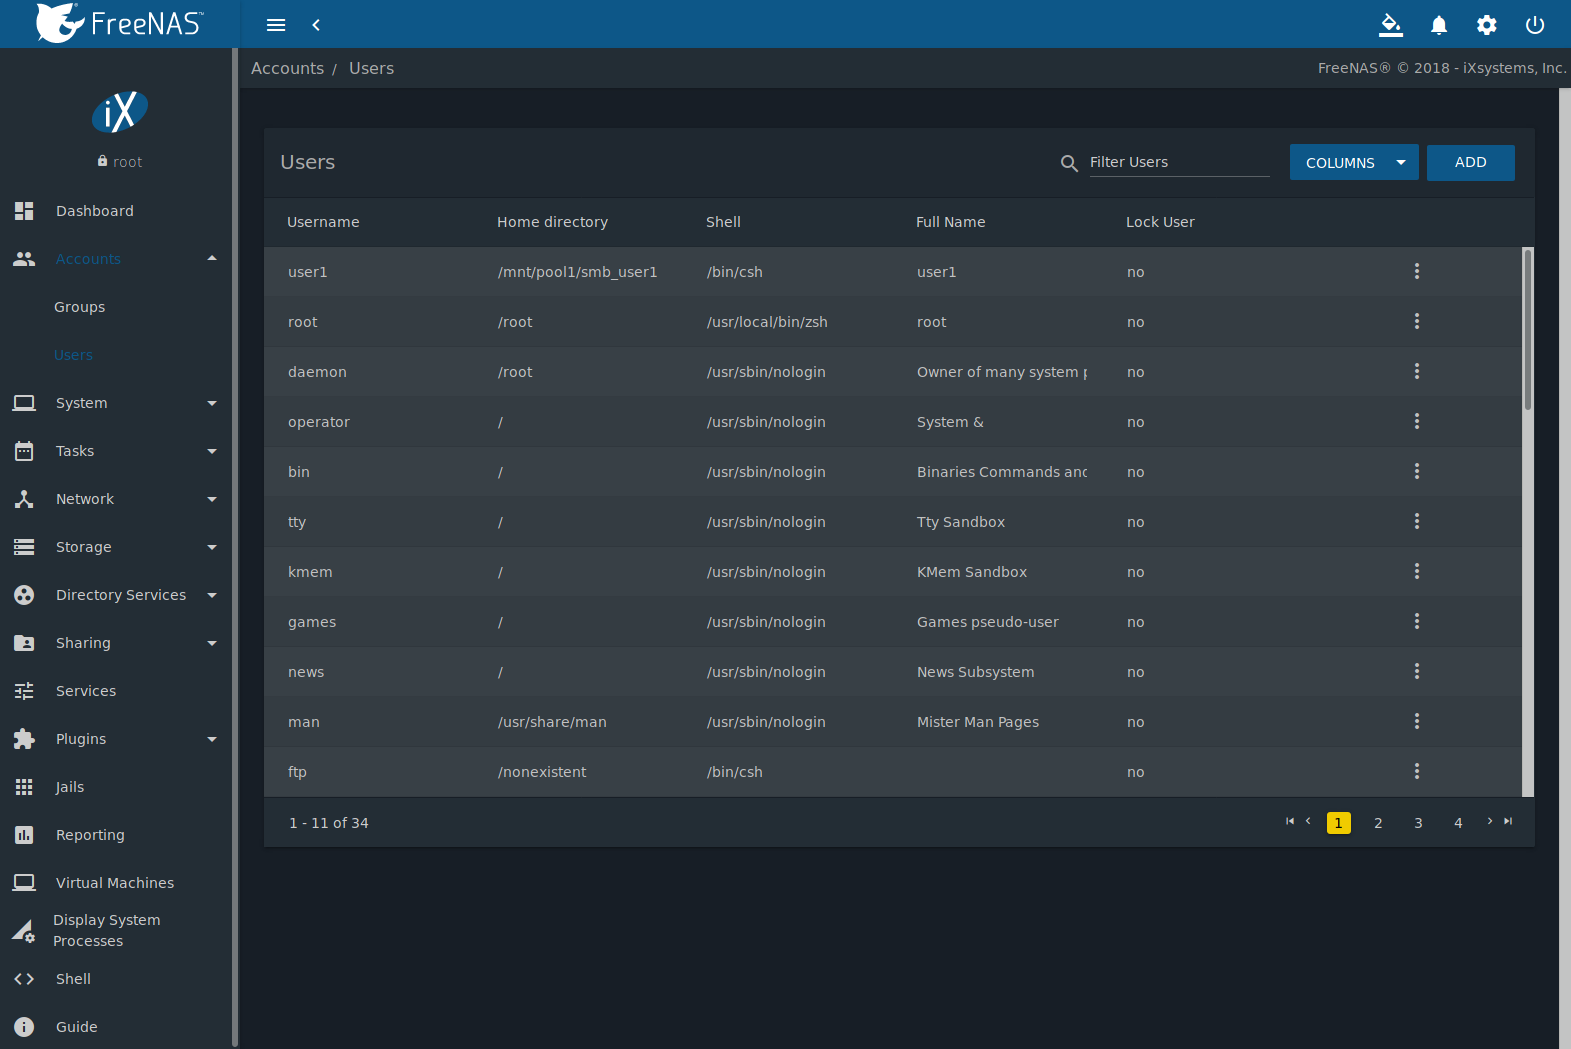 FreeNAS™
Accounts / Users
FreeNAS® © 2018 - iXsystems, Inc.
iX
root
Dashboard
Accounts
Groups
Users
System
Tasks
Network
Storage
Directory Services
Sharing
Services
Plugins
Jails
Reporting
Virtual Machines
Display System
Processes
Shell
Guide
Users
Filter Users
COLUMNS
ADD
Username Home directory Shell Full Name Lock User
user1 /mnt/pool1/smb_user1 /bin/csh user1 no
root /root /usr/local/bin/zsh root no
daemon /root /usr/sbin/nologin Owner of many system p no
operator / /usr/sbin/nologin System & no
bin / /usr/sbin/nologin Binaries Commands and no
tty / /usr/sbin/nologin Tty Sandbox no
kmem / /usr/sbin/nologin KMem Sandbox no
games / /usr/sbin/nologin Games pseudo-user no
news / /usr/sbin/nologin News Subsystem no
man /usr/share/man /usr/sbin/nologin Mister Man Pages no
ftp /nonexistent /bin/csh no
1 - 11 of 34
1 2 3 4